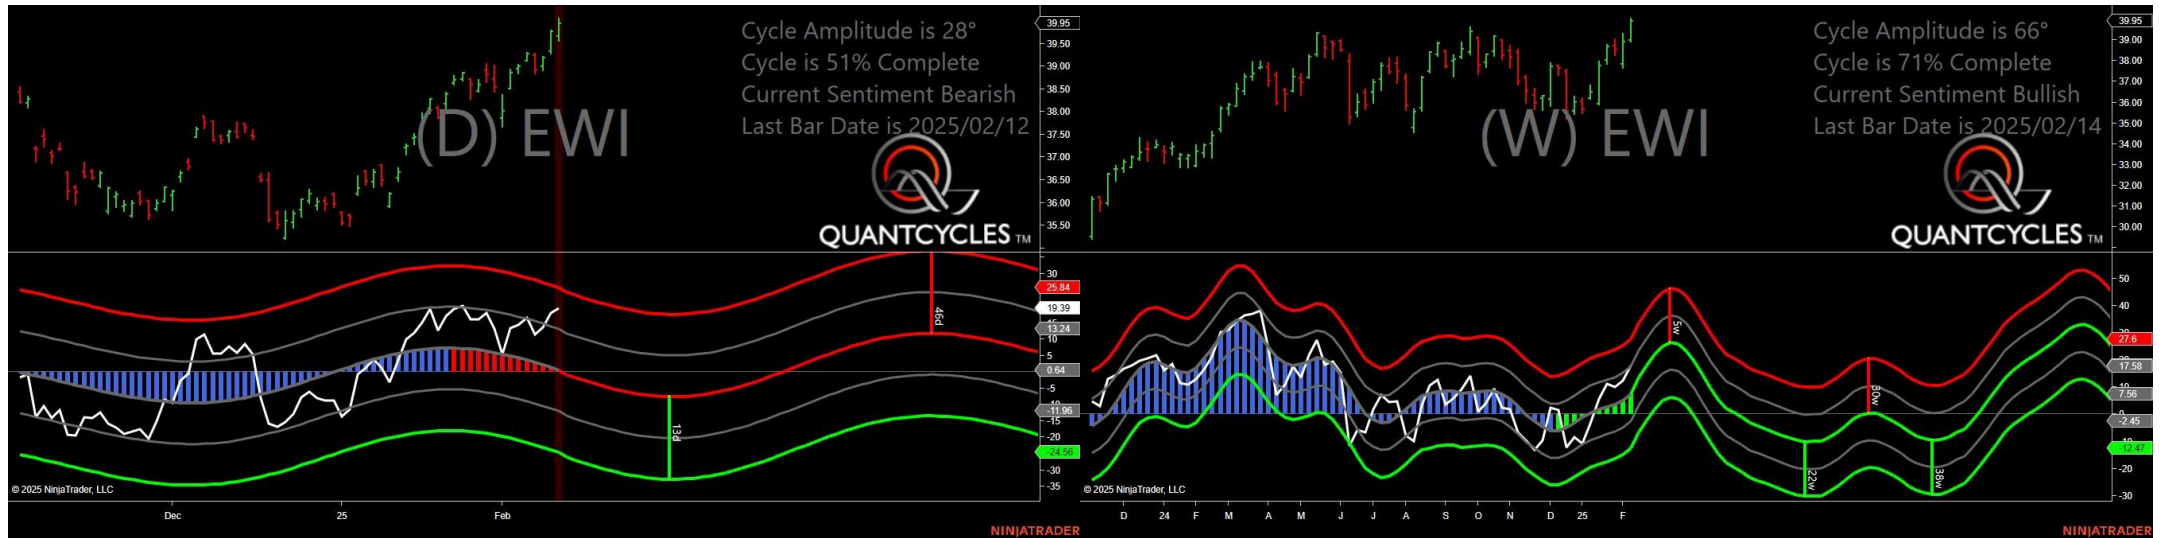 Cycle Amplitude is 28°
Cycle is 51% Complete
Current Sentiment Bearish
Last Bar Date is 2025/02/12
(D) EWI
QUANTCYCLES TM
39.95
39.50
39.00
38.50
38.00
37.50
37.00
36.50
36.00
35.50
30
25.84
19.39
13.24
10
5
0.64
-5
-11.96
-15
-20
-24.56
-30
-35
46d
13d
© 2025 NinjaTrader, LLC
Dec
25
Feb
NINJATRADER
Cycle Amplitude is 66°
Cycle is 71% Complete
Current Sentiment Bullish
Last Bar Date is 2025/02/14
(W) EWI
QUANTCYCLES TM
39.95
39.00
38.00
37.00
36.00
35.00
34.00
33.00
32.00
31.00
30.00
50
40
27.6
17.58
7.56
-2.45
-12.47
-20
-30
5w
30w
22w
38w
© 2025 NinjaTrader, LLC
D
24
F
M
A
M
J
J
A
S
O
N
D
25
F
NINJATRADER